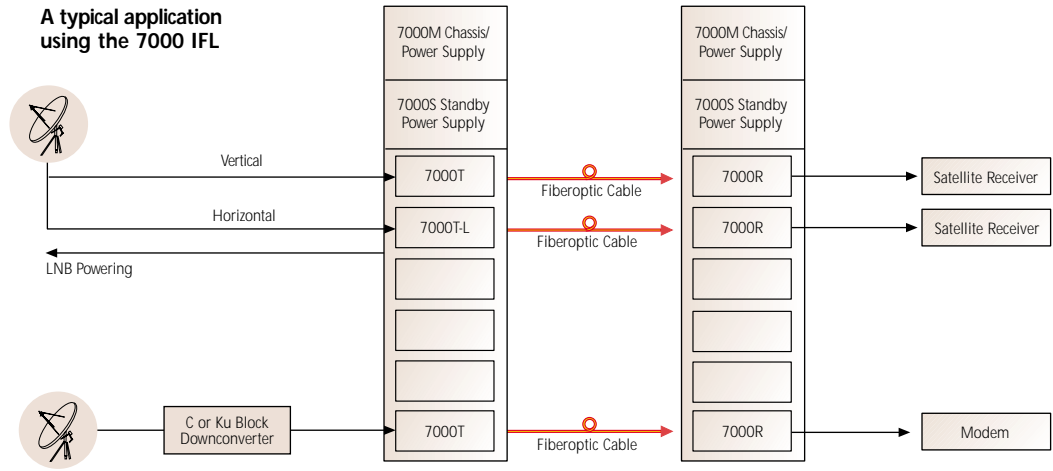 A typical application
using the 7000 IFL
7000M Chassis/
Power Supply
7000M Chassis/
Power Supply
7000S Standby
Power Supply
7000S Standby
Power Supply
Vertical
7000T
Fiberoptic Cable
7000R
Satellite Receiver
Horizontal
7000T-L
Fiberoptic Cable
7000R
Satellite Receiver
LNB Powering
C or Ku Block
Downconverter
7000T
Fiberoptic Cable
7000R
Modem